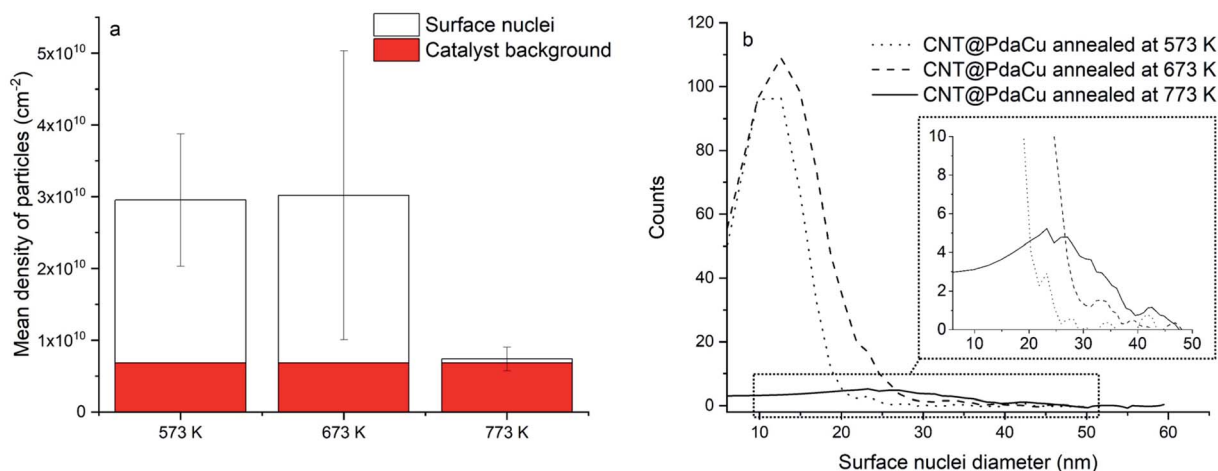 a
Surface nuclei
Catalyst background
5x10¹⁰
4x10¹⁰
3x10¹⁰
2x10¹⁰
1x10¹⁰
0
Mean density of particles (cm⁻²)
573 K
673 K
773 K
b
CNT@PdaCu annealed at 573 K
CNT@PdaCu annealed at 673 K
CNT@PdaCu annealed at 773 K
120
100
80
60
40
20
0
Counts
10
20
30
40
50
60
Surface nuclei diameter (nm)
10
8
6
4
2
0
10
20
30
40
50